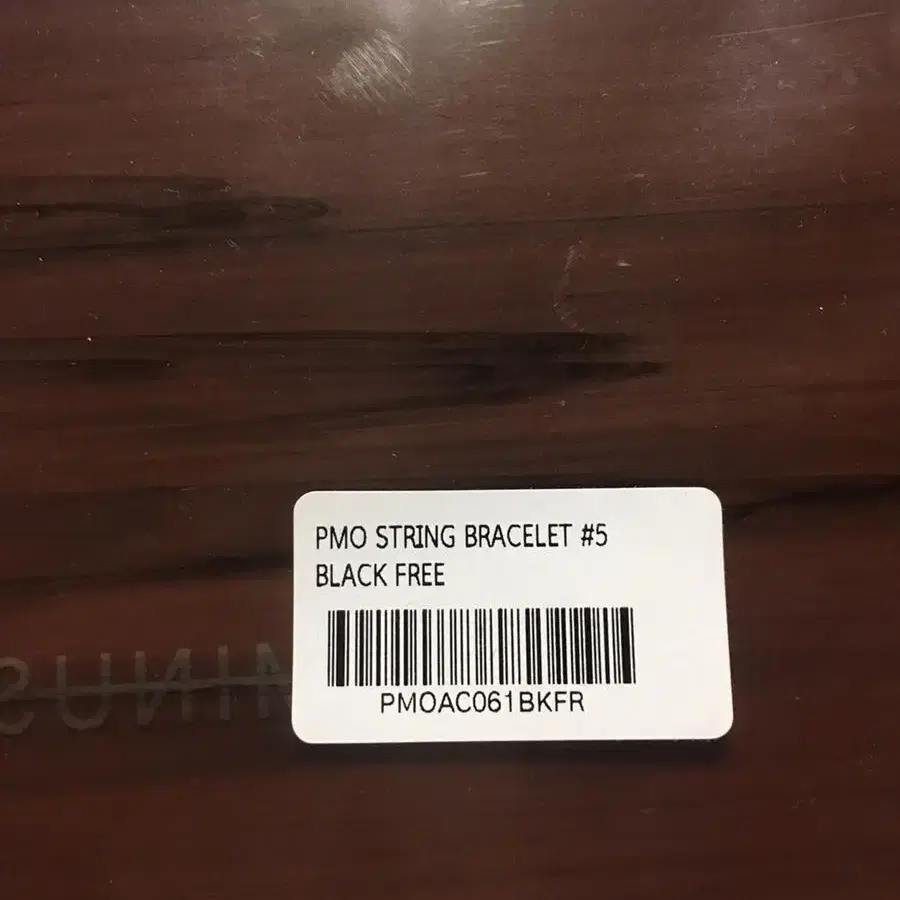 PMO STRING BRACELET #5
BLACK FREE
PMOAC061BKFR